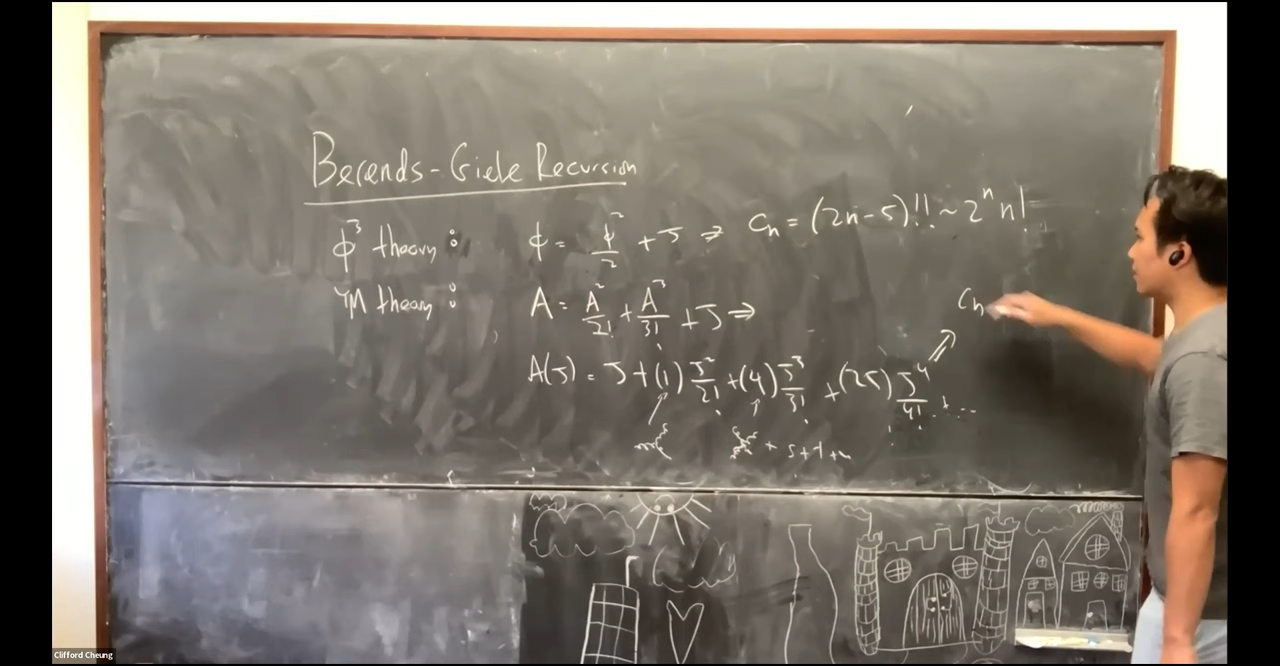 Berends-Giele Recursion
ϕ³ theory : ϕ = ϕ²/2 + J ⇒ Cₙ = (2n-5)!! ~ 2ⁿ n!
YM theory : A = A²/2! + A³/3! + J ⇒
Cₙ
A(J) = J + (1) J²/2! + (4) J³/3! + (25) J⁴/4! + ...
+ s+t+u
Clifford Cheung